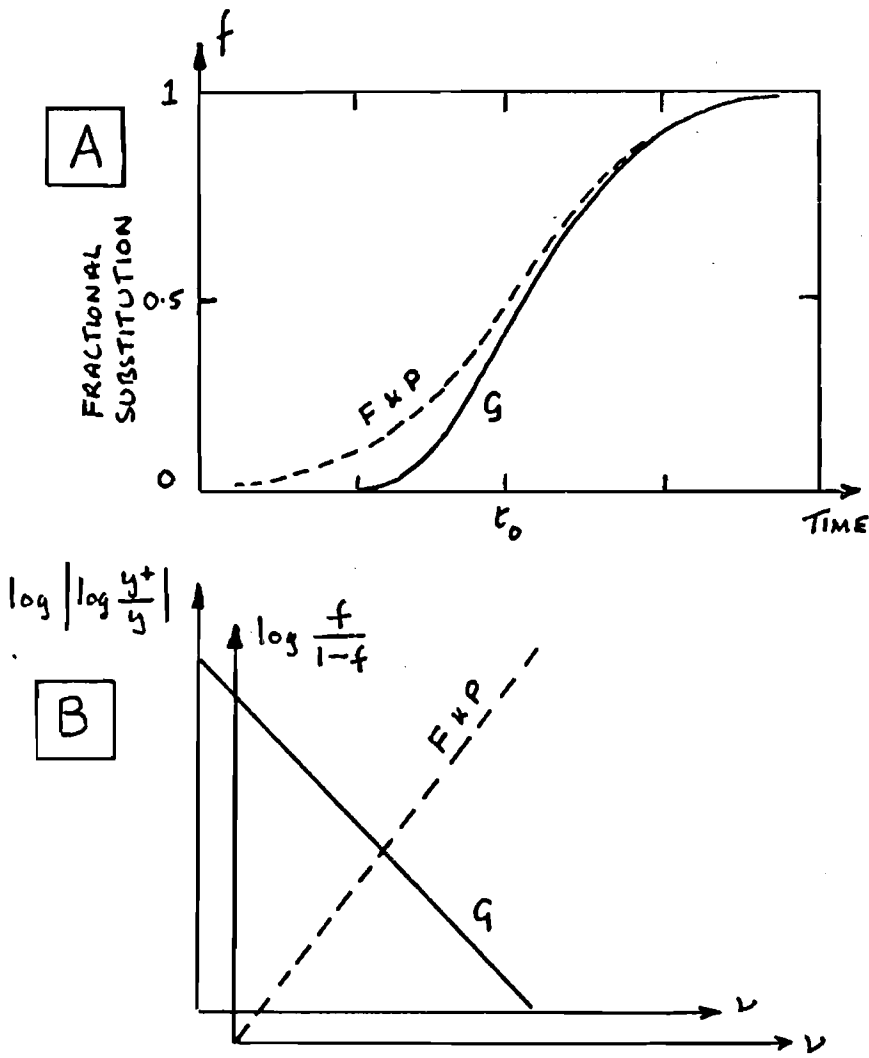 f
1
A
FRACTIONAL
SUBSTITUTION
0.5
F & P
G
0
t₀
TIME
log |log y⁺/y|
log f/1-f
B
F & P
G
ν
ν